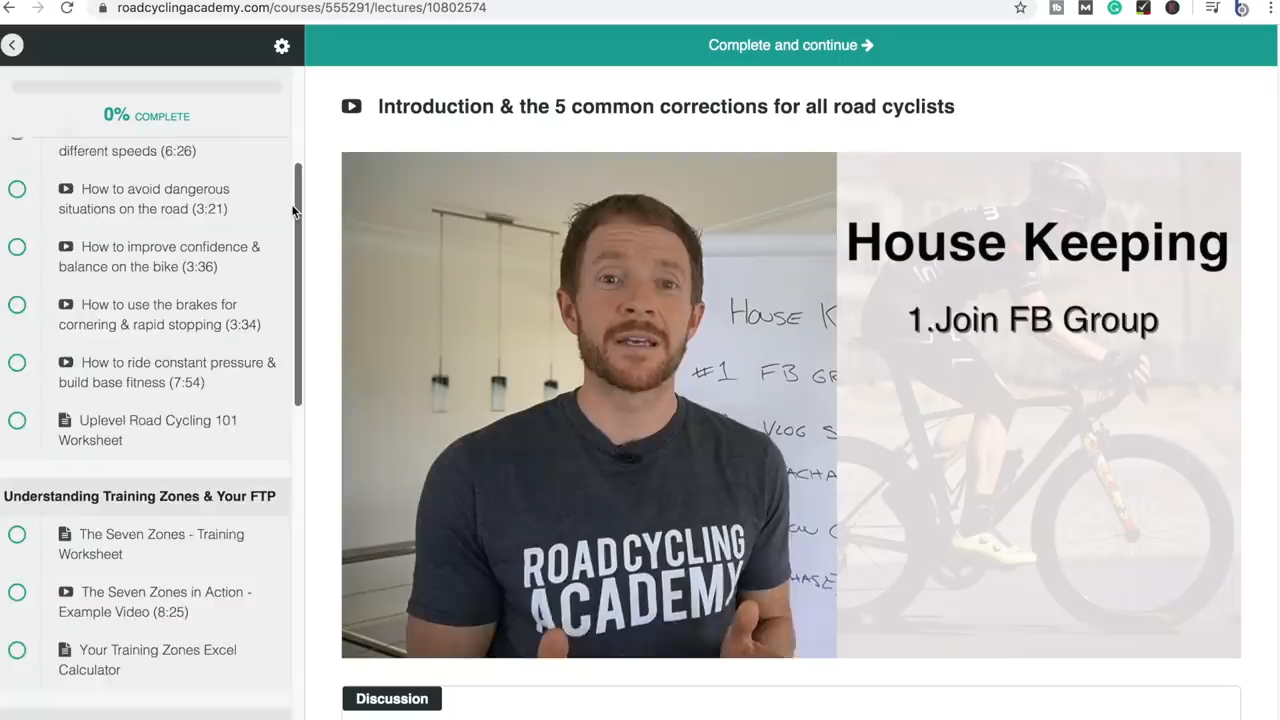 roadcyclingacademy.com/courses/555291/lectures/10802574
Complete and continue
0% COMPLETE
different speeds (6:26)
How to avoid dangerous
situations on the road (3:21)
How to improve confidence &
balance on the bike (3:36)
How to use the brakes for
cornering & rapid stopping (3:34)
How to ride constant pressure &
build base fitness (7:54)
Uplevel Road Cycling 101
Worksheet
Understanding Training Zones & Your FTP
The Seven Zones - Training
Worksheet
The Seven Zones in Action -
Example Video (8:25)
Your Training Zones Excel
Calculator
Introduction & the 5 common corrections for all road cyclists
House Keeping
1.Join FB Group
HOUSE K
#1 FB GR
VLOG S
ROAD CYCLING
ACADEMY
Discussion